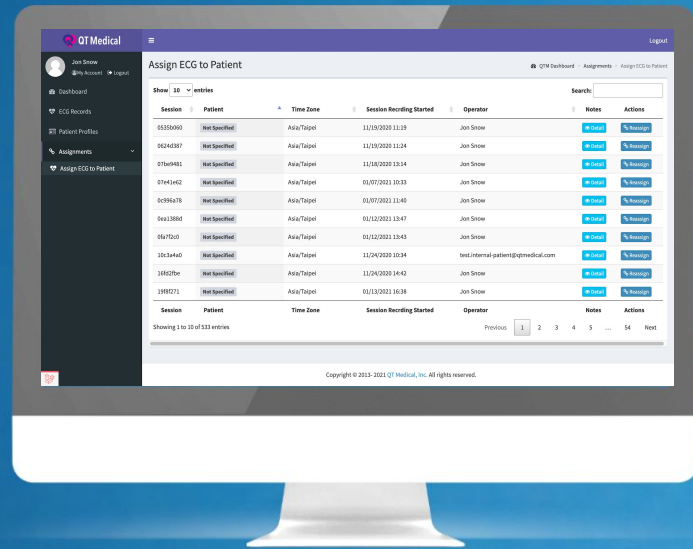 QT Medical
Logout
Jon Snow
My Account Logout
Dashboard
ECG Records
Patient Profiles
Assignments
Assign ECG to Patient
Assign ECG to Patient
QTM Dashboard Assignments Assign ECG to Patient
Show 10 entries Search:
Session Patient Time Zone Session Recrding Started Operator Notes Actions
0535b060 Not Specified Asia/Taipei 11/19/2020 11:19 Jon Snow Detail Reassign
0624d387 Not Specified Asia/Taipei 11/19/2020 11:24 Jon Snow Detail Reassign
07be9481 Not Specified Asia/Taipei 11/18/2020 13:14 Jon Snow Detail Reassign
07e41e62 Not Specified Asia/Taipei 01/07/2021 10:33 Jon Snow Detail Reassign
0c996a78 Not Specified Asia/Taipei 01/07/2021 11:40 Jon Snow Detail Reassign
0ea1388d Not Specified Asia/Taipei 01/12/2021 13:47 Jon Snow Detail Reassign
0fa7f2c0 Not Specified Asia/Taipei 01/12/2021 13:43 Jon Snow Detail Reassign
10c3a4a0 Not Specified Asia/Taipei 11/24/2020 10:34 test.internal-patient@qtmedical.com Detail Reassign
16fd2fbe Not Specified Asia/Taipei 11/24/2020 14:42 Jon Snow Detail Reassign
19f8f271 Not Specified Asia/Taipei 01/13/2021 16:38 Jon Snow Detail Reassign
Session Patient Time Zone Session Recrding Started Operator Notes Actions
Showing 1 to 10 of 533 entries Previous 1 2 3 4 5 ... 54 Next
Copyright © 2013- 2021 QT Medical, Inc. All rights reserved.